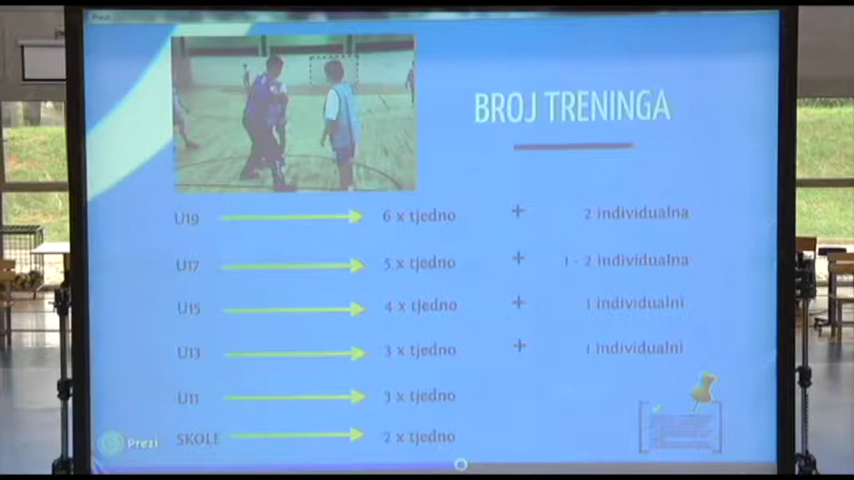 Prezi
BROJ TRENINGA
U19 6 x tjedno + 2 individualna
U17 5 x tjedno + 1 - 2 individualna
U15 4 x tjedno + 1 individualni
U13 3 x tjedno + 1 individualni
U11 3 x tjedno
SKOLE 2 x tjedno
Prezi